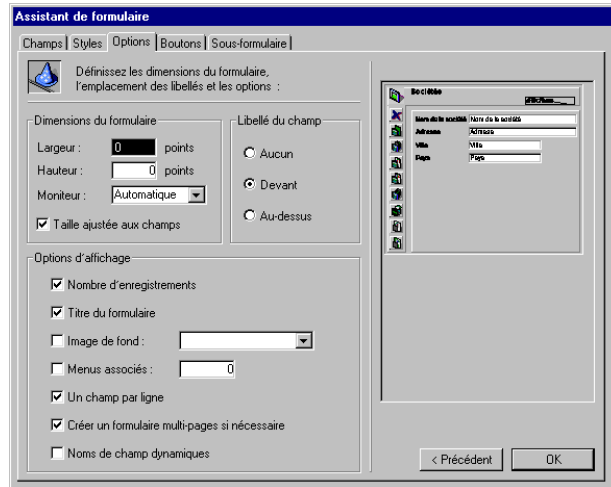 Assistant de formulaire
Champs Styles Options Boutons Sous-formulaire
Définissez les dimensions du formulaire,
l'emplacement des libellés et les options :
Dimensions du formulaire
Largeur : 0 points
Hauteur : 0 points
Moniteur : Automatique
Taille ajustée aux champs
Libellé du champ
Aucun
Devant
Au-dessus
Options d'affichage
Nombre d'enregistrements
Titre du formulaire
Image de fond :
Menus associés : 0
Un champ par ligne
Créer un formulaire multi-pages si nécessaire
Noms de champ dynamiques
Sociétés
Nom de la société Nom de la société
Adresse Adresse
Ville Ville
Pays Pays
< Précédent OK